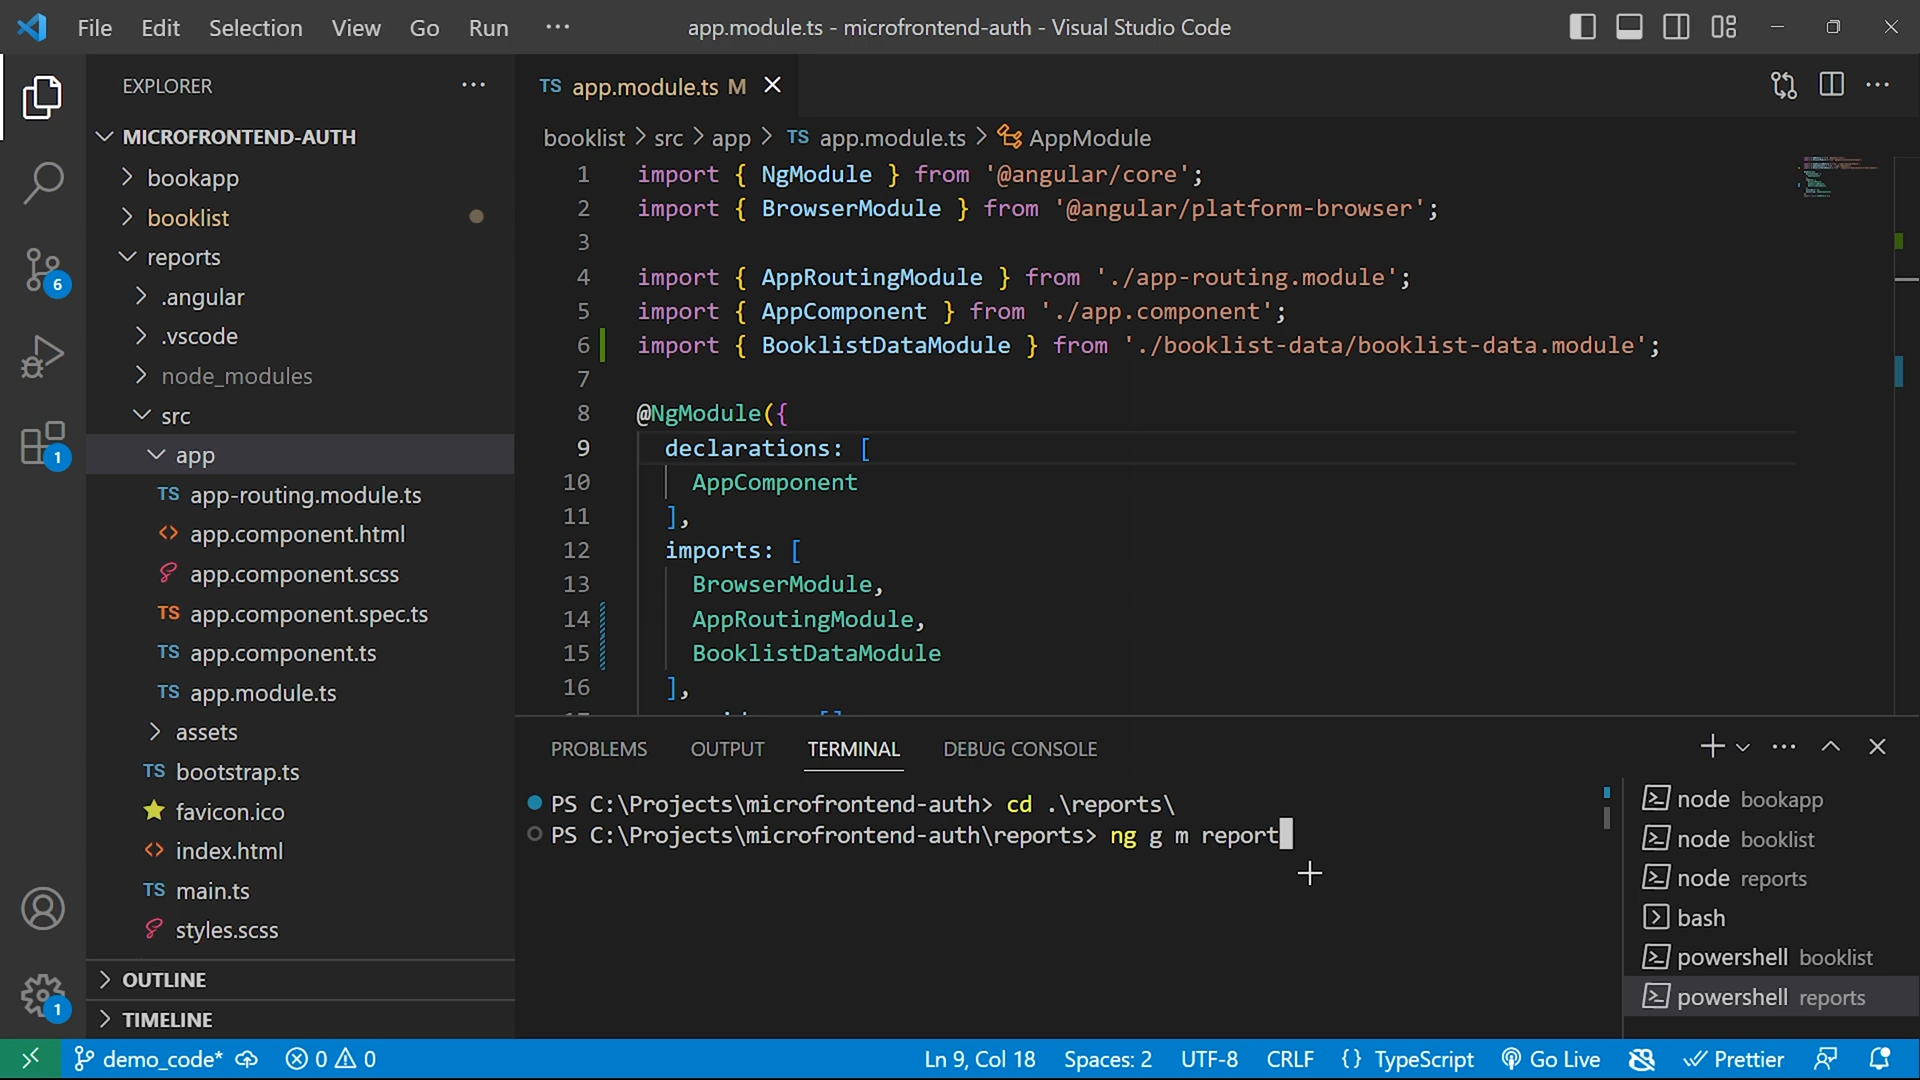 File Edit Selection View Go Run ··· app.module.ts - microfrontend-auth - Visual Studio Code
EXPLORER ···
MICROFRONTEND-AUTH
bookapp
booklist
reports
.angular
.vscode
node_modules
src
app
TS app-routing.module.ts
<> app.component.html
app.component.scss
TS app.component.spec.ts
TS app.component.ts
TS app.module.ts
assets
TS bootstrap.ts
favicon.ico
<> index.html
TS main.ts
styles.scss
OUTLINE
TIMELINE
6
1
1
TS app.module.ts M
booklist > src > app > TS app.module.ts > AppModule
1 import { NgModule } from '@angular/core';
2 import { BrowserModule } from '@angular/platform-browser';
3
4 import { AppRoutingModule } from './app-routing.module';
5 import { AppComponent } from './app.component';
6 import { BooklistDataModule } from './booklist-data/booklist-data.module';
7
8 @NgModule({
9 declarations: [
10 AppComponent
11 ],
12 imports: [
13 BrowserModule,
14 AppRoutingModule,
15 BooklistDataModule
16 ],
PROBLEMS OUTPUT TERMINAL DEBUG CONSOLE
PS C:\Projects\microfrontend-auth> cd .\reports\
PS C:\Projects\microfrontend-auth\reports> ng g m report
node bookapp
node booklist
node reports
bash
powershell booklist
powershell reports
demo_code* 0 0 Ln 9, Col 18 Spaces: 2 UTF-8 CRLF {} TypeScript Go Live Prettier